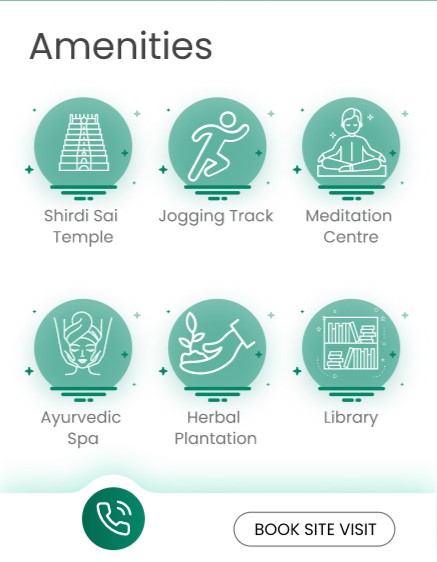 Amenities
Shirdi Sai
Temple
Jogging Track
Meditation
Centre
Ayurvedic
Spa
Herbal
Plantation
Library
BOOK SITE VISIT